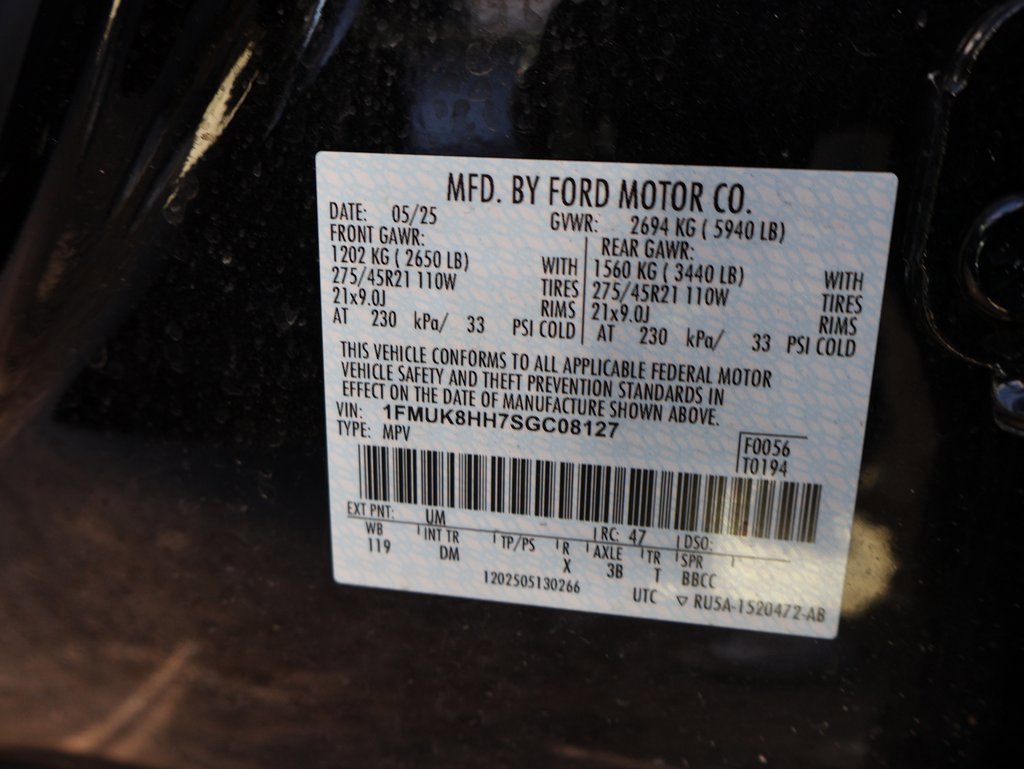 MFD. BY FORD MOTOR CO.
DATE: 05/25 GVWR: 2694 KG ( 5940 LB)
FRONT GAWR: REAR GAWR:
1202 KG ( 2650 LB) WITH 1560 KG ( 3440 LB) WITH
275/45R21 110W TIRES 275/45R21 110W TIRES
21x9.0J RIMS 21x9.0J RIMS
AT 230 kPa/ 33 PSI COLD AT 230 kPa/ 33 PSI COLD
THIS VEHICLE CONFORMS TO ALL APPLICABLE FEDERAL MOTOR
VEHICLE SAFETY AND THEFT PREVENTION STANDARDS IN
EFFECT ON THE DATE OF MANUFACTURE SHOWN ABOVE.
VIN: 1FMUK8HH7SGC08127
TYPE: MPV
F0056
T0194
EXT PNT: UM RC: 47 DSO:
WB INT TR TP/PS R AXLE TR SPR
119 DM X 3B T BBCC
1202505130266 UTC ▽ RU5A-1520472-AB